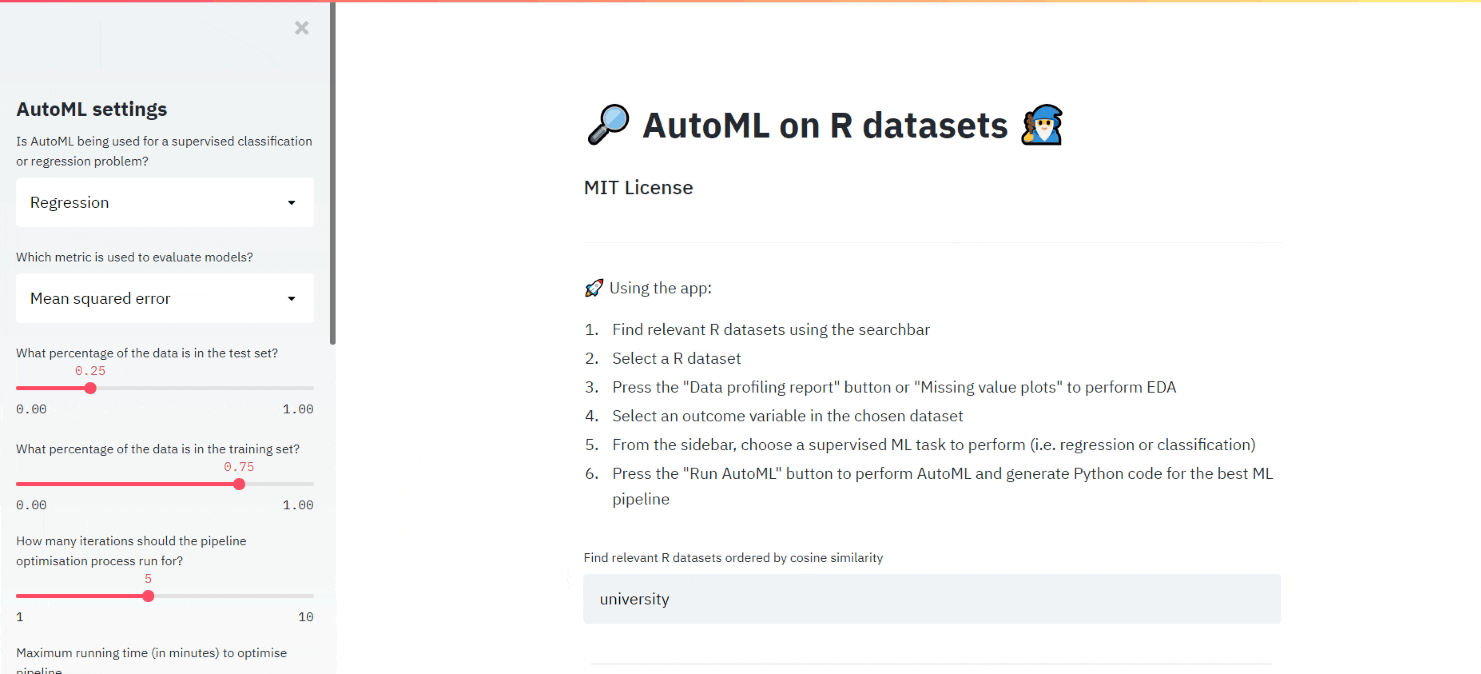 AutoML settings
Is AutoML being used for a supervised classification
or regression problem?
Regression
Which metric is used to evaluate models?
Mean squared error
What percentage of the data is in the test set?
0.25
0.00 1.00
What percentage of the data is in the training set?
0.75
0.00 1.00
How many iterations should the pipeline
optimisation process run for?
5
1 10
Maximum running time (in minutes) to optimise
pipeline
AutoML on R datasets
MIT License
Using the app:
1. Find relevant R datasets using the searchbar
2. Select a R dataset
3. Press the "Data profiling report" button or "Missing value plots" to perform EDA
4. Select an outcome variable in the chosen dataset
5. From the sidebar, choose a supervised ML task to perform (i.e. regression or classification)
6. Press the "Run AutoML" button to perform AutoML and generate Python code for the best ML
pipeline
Find relevant R datasets ordered by cosine similarity
university